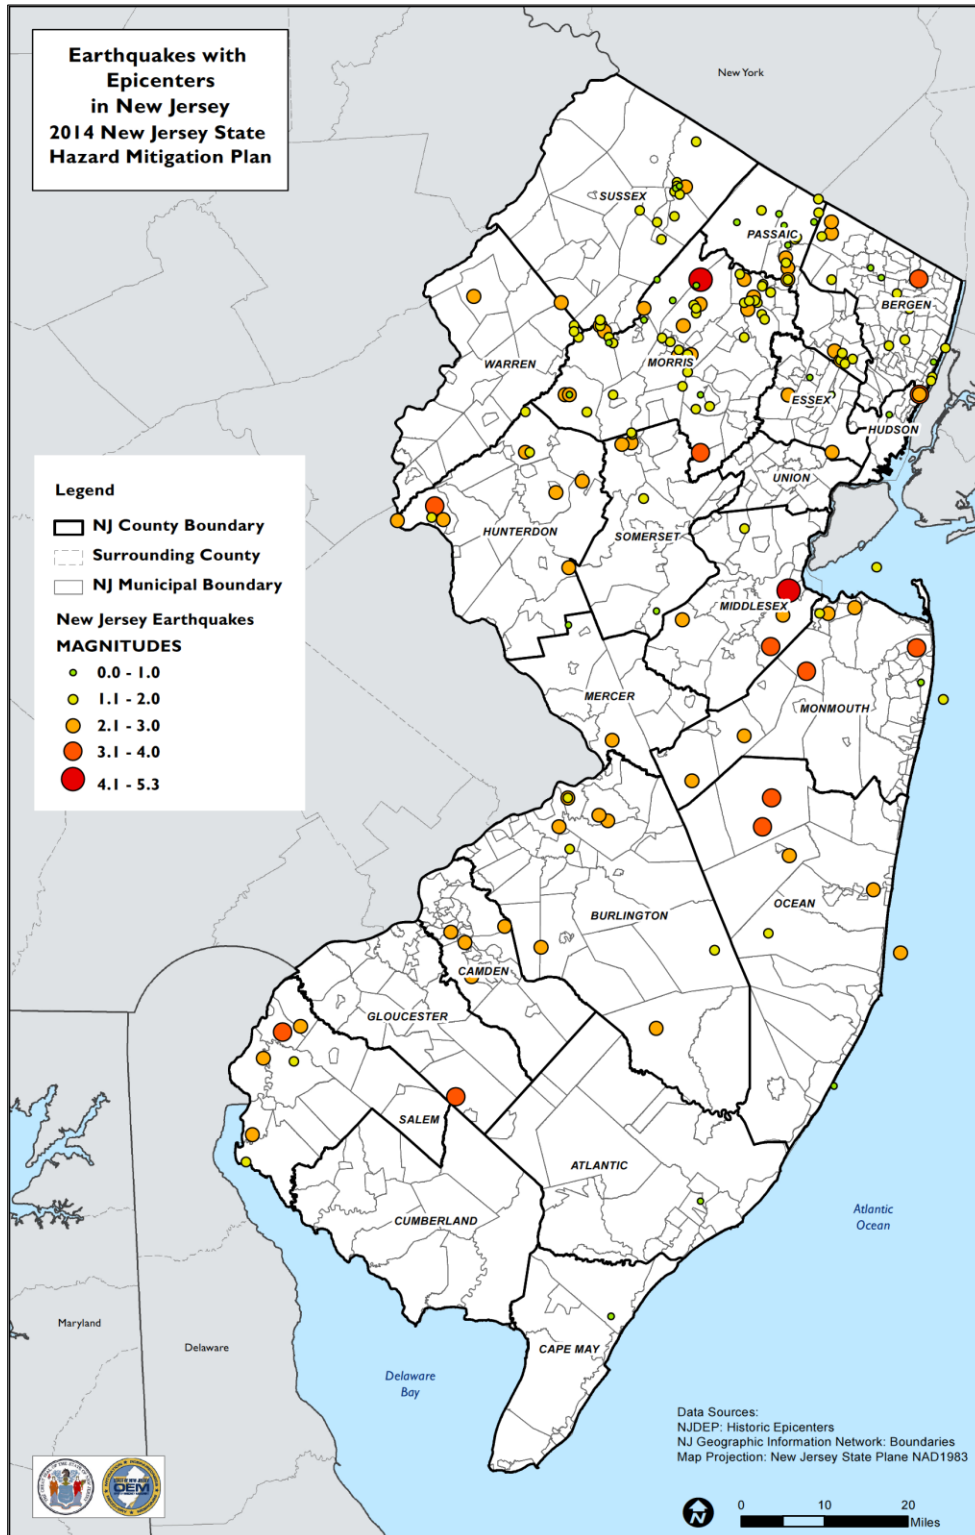 Earthquakes with
Epicenters
in New Jersey
2014 New Jersey State
Hazard Mitigation Plan
New York
SUSSEX
PASSAIC
BERGEN
WARREN
MORRIS
ESSEX
HUDSON
UNION
HUNTERDON
SOMERSET
MIDDLESEX
MERCER
MONMOUTH
OCEAN
BURLINGTON
CAMDEN
GLOUCESTER
SALEM
ATLANTIC
CUMBERLAND
CAPE MAY
Legend
NJ County Boundary
Surrounding County
NJ Municipal Boundary
New Jersey Earthquakes
MAGNITUDES
0.0 - 1.0
1.1 - 2.0
2.1 - 3.0
3.1 - 4.0
4.1 - 5.3
Atlantic
Ocean
Maryland
Delaware
Delaware
Bay
Data Sources:
NJDEP: Historic Epicenters
NJ Geographic Information Network: Boundaries
Map Projection: New Jersey State Plane NAD1983
OEM
N
0 10 20
Miles